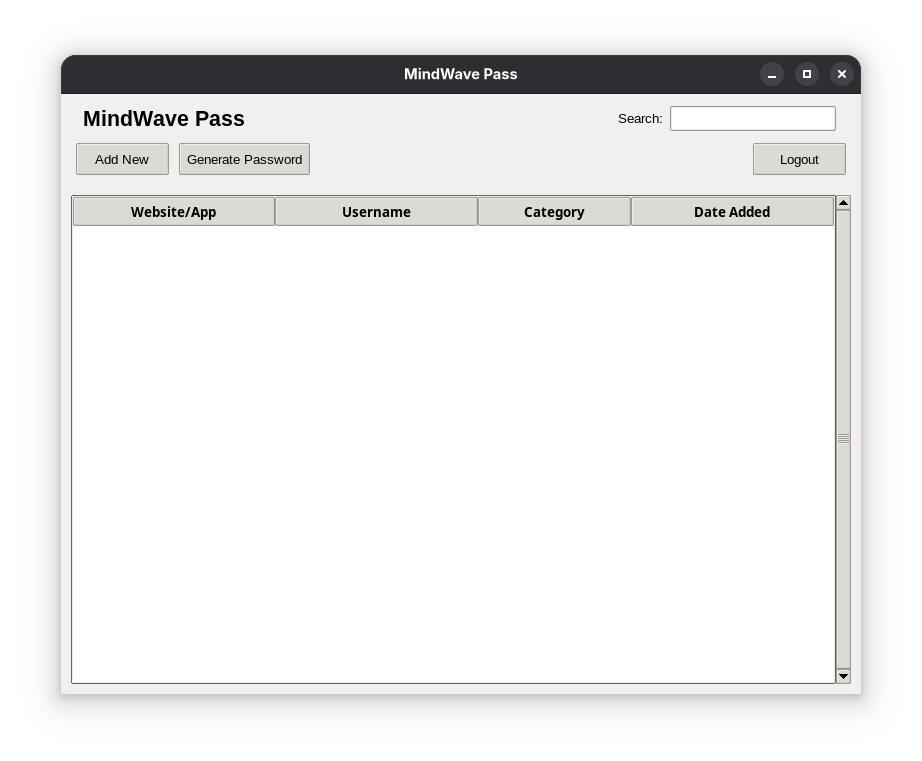 MindWave Pass
MindWave Pass
Search:
Add New
Generate Password
Logout
Website/App
Username
Category
Date Added